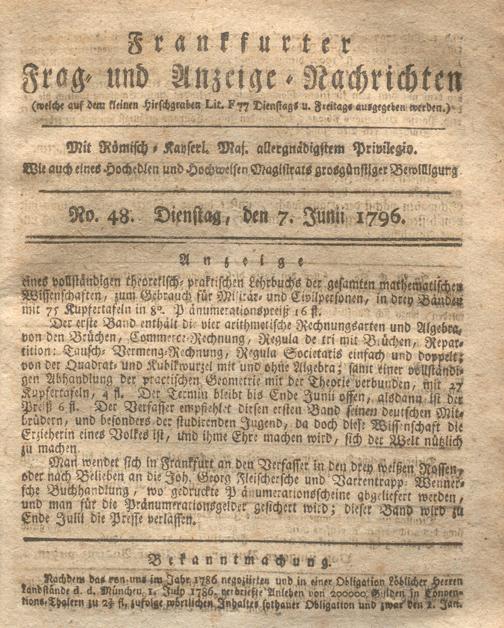 Frankfurter
Frag- und Anzeige-Nachrichten
(welche auf dem kleinen Hirschgraben Lit. F77 Dienstags u. Freitags ausgegeben werden.)
Mit Römisch-Kayserl. Maj. allergnädigstem Privilegio.
Wie auch eines Hochedlen und Hochweisen Magistrats grosgünstiger Bewilligung
No. 48. Dienstag, den 7. Junii 1796.
Anzeige
eines vollständigen theoretisch-praktischen Lehrbuchs der gesamten mathematischen
Wissenschaften, zum Gebrauch für Militär- und Civilpersonen, in drey Bänden
mit 75 Kupfertafeln in 8°. Pränumerationspreiß 16 fl.
Der erste Band enthält die vier arithmetische Rechnungsarten und Algebra,
von den Brüchen, Commerce-Rechnung, Regula de tri mit Brüchen, Repar-
tition: Tausch- Vermeng-Rechnung, Regula Societatis einfach und doppelt;
von der Quadrat- und Kubikwurzel mit und ohne Algebra; samt einer vollständi-
gen Abhandlung der practischen Geometrie mit der Theorie verbunden, mit 27
Kupfertafeln, 4 fl. Der Termin bleibt bis Ende Junii offen, alsdann ist der
Preiß 6 fl. Der Verfasser empfiehlet diesen ersten Band seinen deutschen Mit-
brüdern, und besonders der studirenden Jugend, da doch diese Wissenschaft die
Erzieherin eines Volkes ist, und ihme Ehre machen wird, sich der Welt nützlich
zu machen.
Man wendet sich in Frankfurt an den Verfasser in den drey weißen Rossen,
oder nach Belieben an die Joh. Georg Fleischersche und Varrentrapp- Wenner-
sche Buchhandlung, wo gedruckte Pränumerationsscheine abgeliefert werden,
und man für die Pränumerationsgelder gesichert wird; dieser Band wird zu
Ende Julii die Presse verlassen.
Bekanntmachung.
Nachdem das von uns im Jahr 1786 negozirten und in einer Obligation Löblicher Herren
Landstände d. d. München, 1. July 1786. verbriefte Anlehen von 200000 Gulden in Conven-
tions-Thalern zu 2⅖ fl. zufolge wörtlichen Inhaltes sothauer Obligation und zwar den 1. Jan.